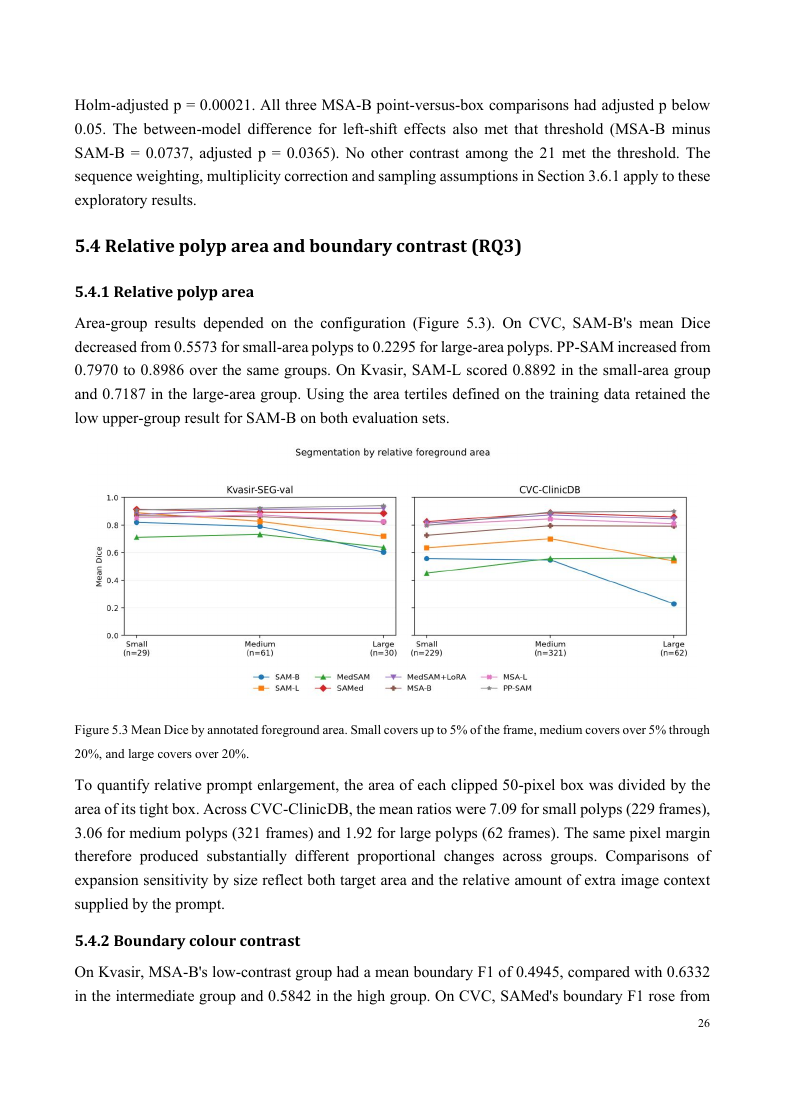 Holm-adjusted p = 0.00021. All three MSA-B point-versus-box comparisons had adjusted p below
0.05. The between-model difference for left-shift effects also met that threshold (MSA-B minus
SAM-B = 0.0737, adjusted p = 0.0365). No other contrast among the 21 met the threshold. The
sequence weighting, multiplicity correction and sampling assumptions in Section 3.6.1 apply to these
exploratory results.
5.4 Relative polyp area and boundary contrast (RQ3)
5.4.1 Relative polyp area
Area-group results depended on the configuration (Figure 5.3). On CVC, SAM-B's mean Dice
decreased from 0.5573 for small-area polyps to 0.2295 for large-area polyps. PP-SAM increased from
0.7970 to 0.8986 over the same groups. On Kvasir, SAM-L scored 0.8892 in the small-area group
and 0.7187 in the large-area group. Using the area tertiles defined on the training data retained the
low upper-group result for SAM-B on both evaluation sets.
Segmentation by relative foreground area
Kvasir-SEG-val
CVC-ClinicDB
Mean Dice
1.0
0.8
0.6
0.4
0.2
0.0
Small
(n=29)
Medium
(n=61)
Large
(n=30)
Small
(n=229)
Medium
(n=321)
Large
(n=62)
SAM-B
MedSAM
MedSAM+LoRA
MSA-L
SAM-L
SAMed
MSA-B
PP-SAM
Figure 5.3 Mean Dice by annotated foreground area. Small covers up to 5% of the frame, medium covers over 5% through
20%, and large covers over 20%.
To quantify relative prompt enlargement, the area of each clipped 50-pixel box was divided by the
area of its tight box. Across CVC-ClinicDB, the mean ratios were 7.09 for small polyps (229 frames),
3.06 for medium polyps (321 frames) and 1.92 for large polyps (62 frames). The same pixel margin
therefore produced substantially different proportional changes across groups. Comparisons of
expansion sensitivity by size reflect both target area and the relative amount of extra image context
supplied by the prompt.
5.4.2 Boundary colour contrast
On Kvasir, MSA-B's low-contrast group had a mean boundary F1 of 0.4945, compared with 0.6332
in the intermediate group and 0.5842 in the high group. On CVC, SAMed's boundary F1 rose from
26